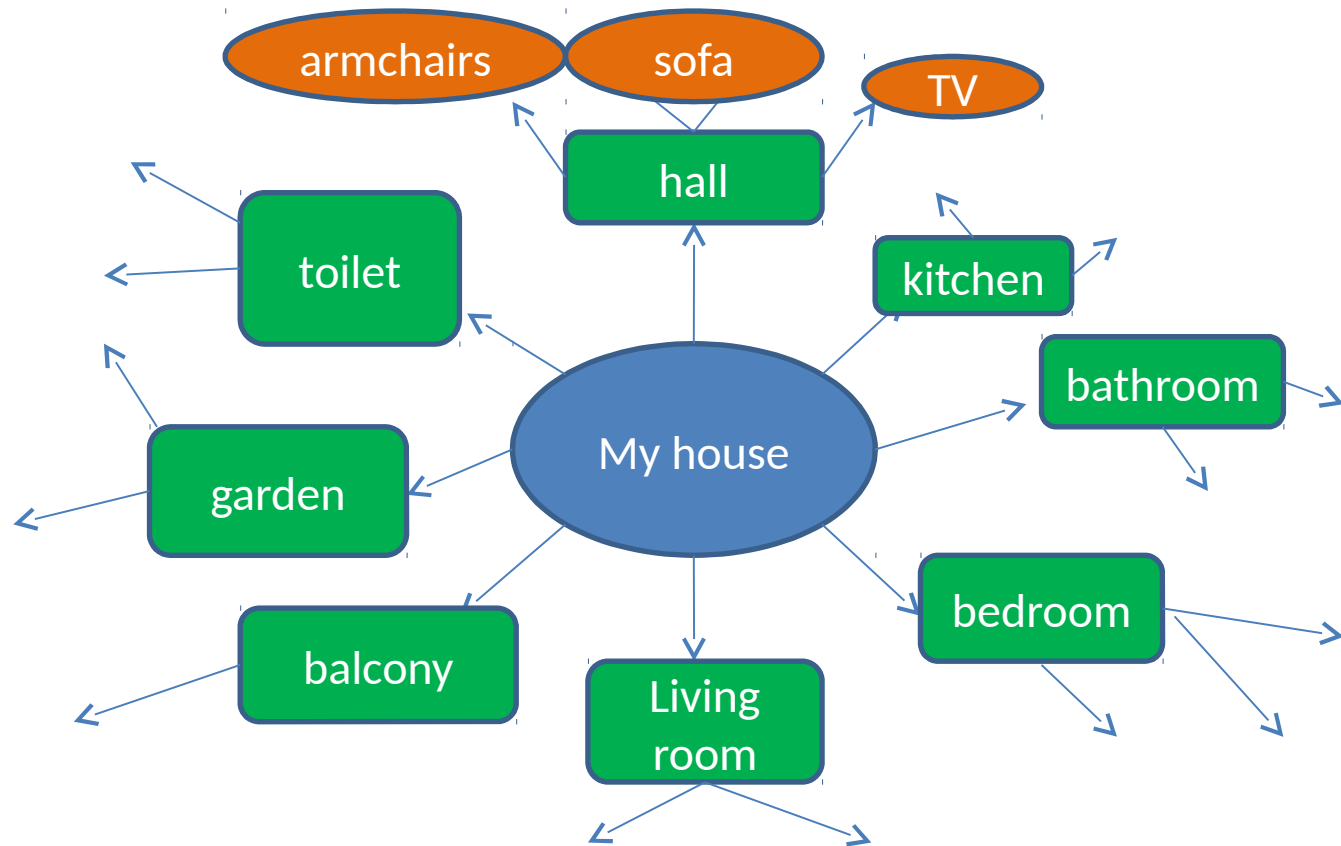 armchairs
sofa
TV
hall
toilet
kitchen
bathroom
My house
garden
bedroom
balcony
Living
room